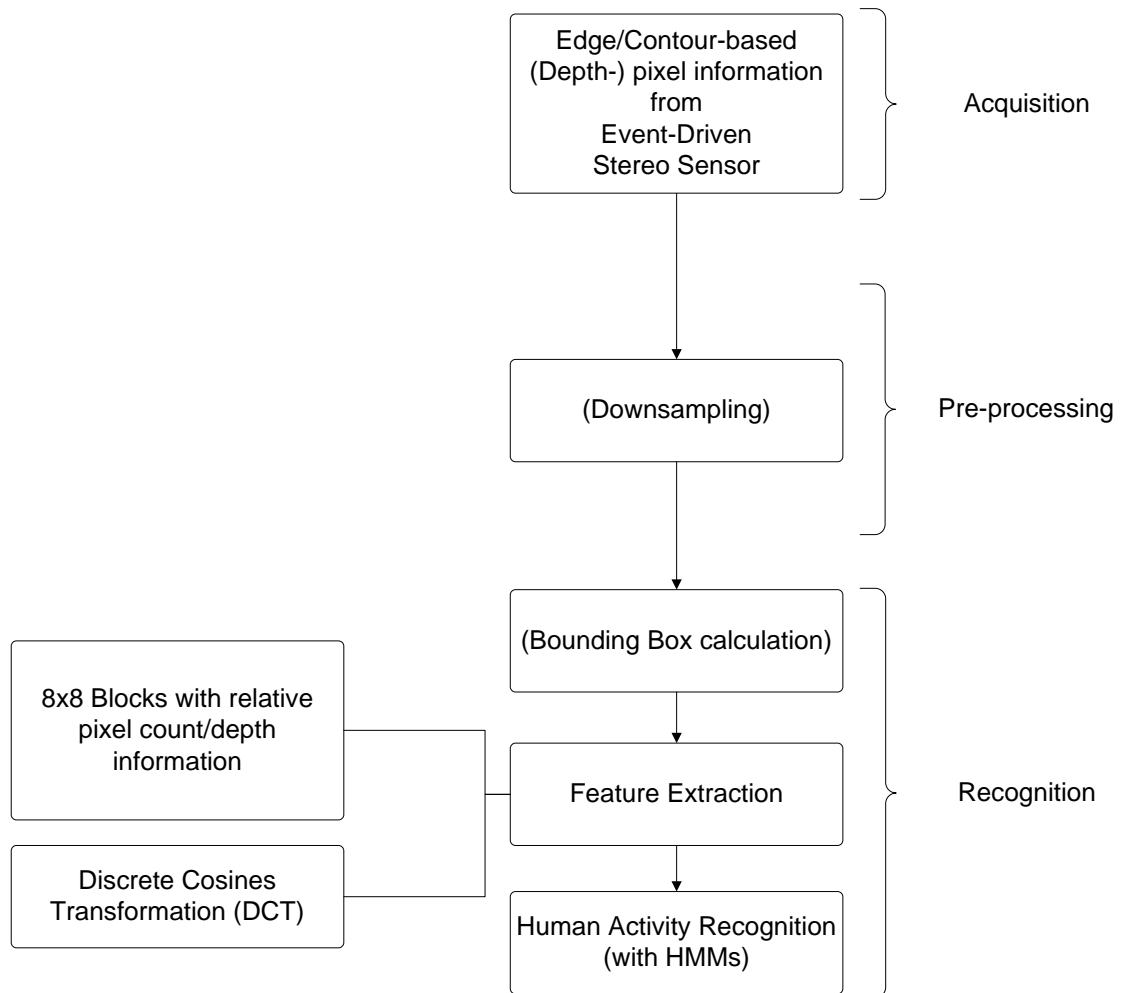 Edge/Contour-based
(Depth-) pixel information
from
Event-Driven
Stereo Sensor
Acquisition
(Downsampling)
Pre-processing
(Bounding Box calculation)
8x8 Blocks with relative
pixel count/depth
information
Feature Extraction
Recognition
Discrete Cosines
Transformation (DCT)
Human Activity Recognition
(with HMMs)